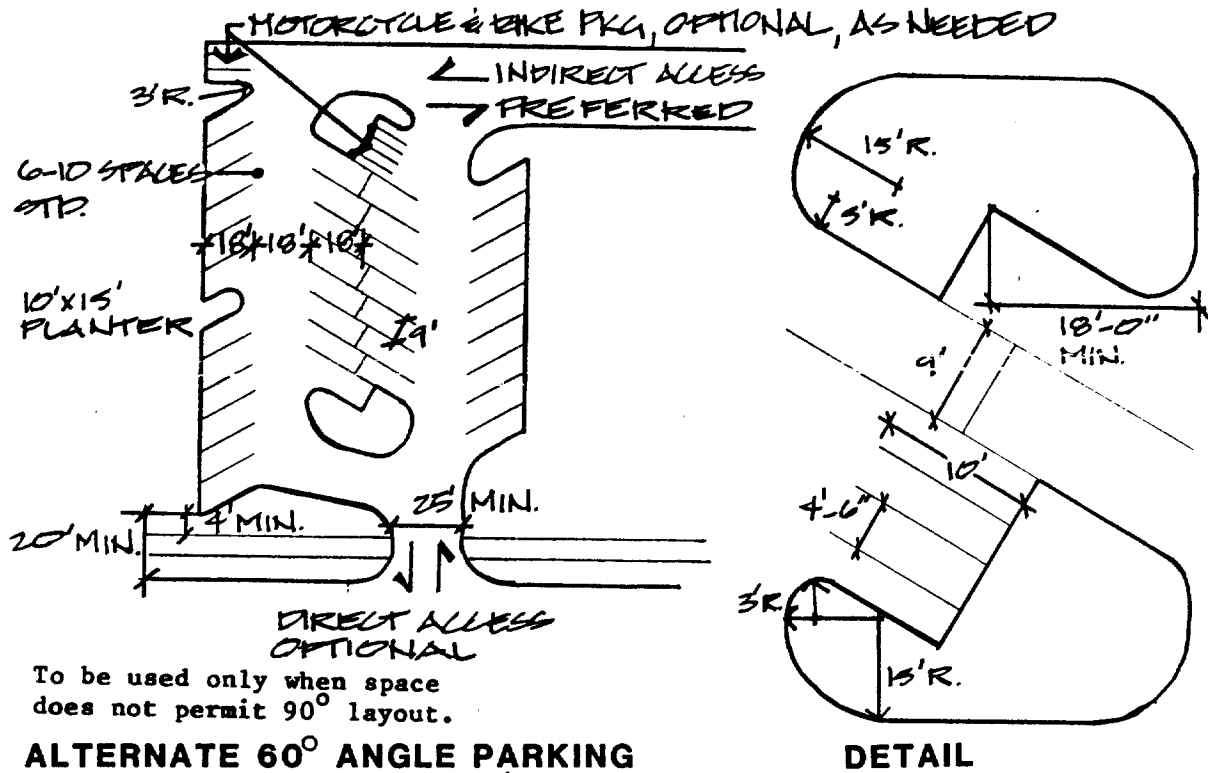 MOTORCYCLE & BIKE PKG, OPTIONAL, AS NEEDED
INDIRECT ACCESS
PREFERRED
3'R.
6-10 SPACES
STD.
18' 18' 18'
10'x15'
PLANTER
9'
25' MIN.
4' MIN.
20' MIN.
DIRECT ACCESS
OPTIONAL
To be used only when space
does not permit 90° layout.
ALTERNATE 60° ANGLE PARKING
15'R.
5'R.
18'-0"
MIN.
9'
10'
4'-6"
3'R.
15'R.
DETAIL